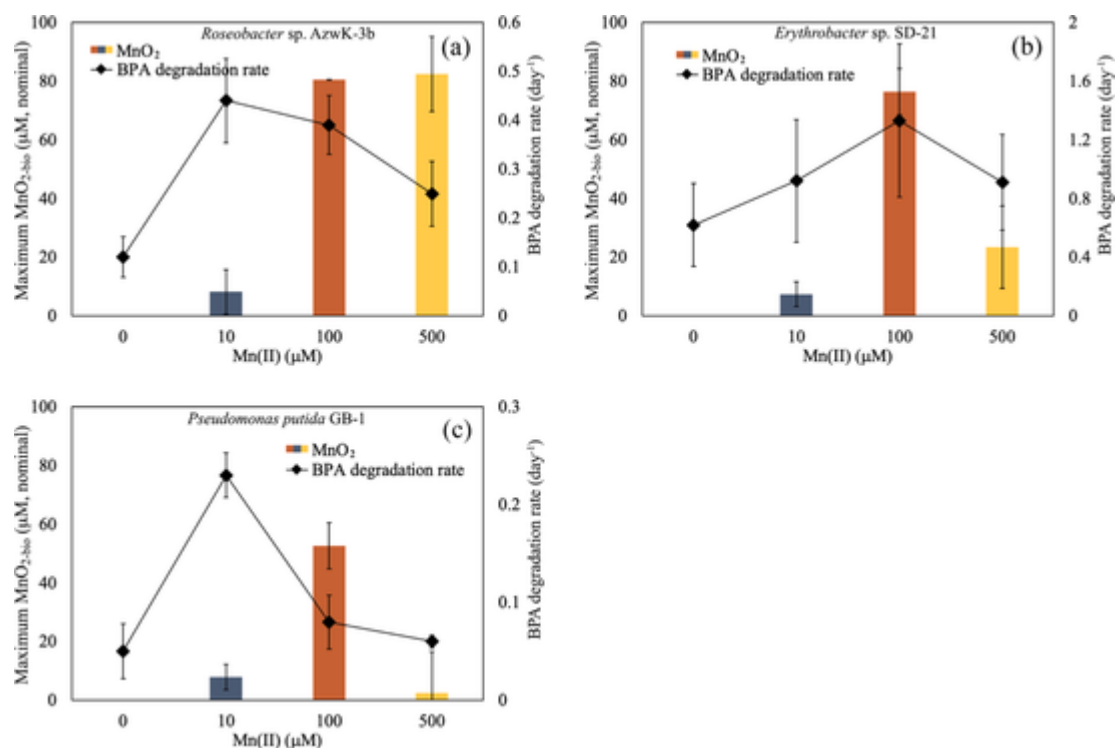 Roseobacter sp. AzwK-3b
(a)
MnO₂
BPA degradation rate
Maximum MnO₂₋bio (μM, nominal)
100
80
60
40
20
0
0.6
0.5
0.4
0.3
0.2
0.1
0
BPA degradation rate (day⁻¹)
0 10 100 500
Mn(II) (μM)
Erythrobacter sp. SD-21
(b)
MnO₂
BPA degradation rate
Maximum MnO₂₋bio (μM, nominal)
100
80
60
40
20
0
2
1.6
1.2
0.8
0.4
0
BPA degradation rate (day⁻¹)
0 10 100 500
Mn(II) (μM)
Pseudomonas putida GB-1
(c)
MnO₂
BPA degradation rate
Maximum MnO₂₋bio (μM, nominal)
100
80
60
40
20
0
0.3
0.2
0.1
0
BPA degradation rate (day⁻¹)
0 10 100 500
Mn(II) (μM)